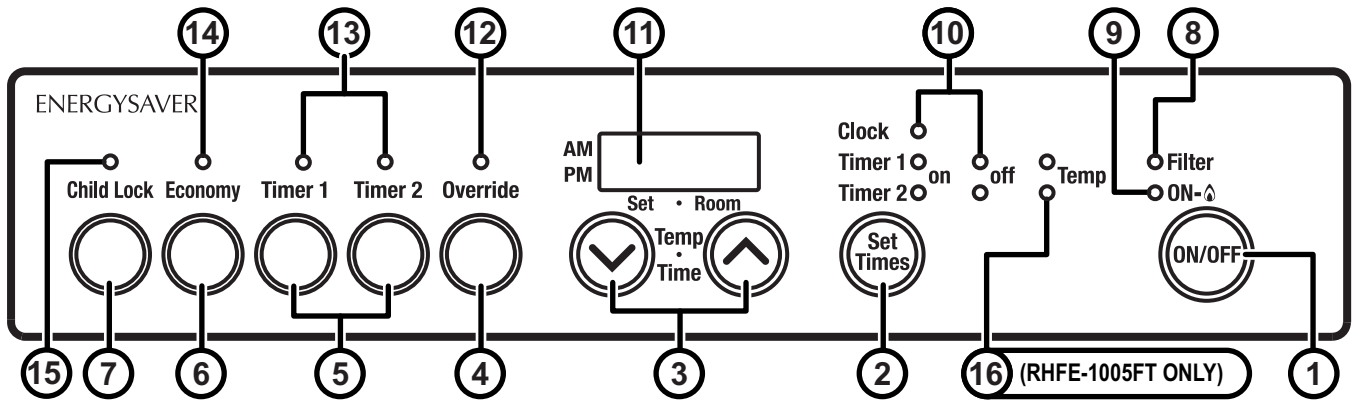 14 13 12 11 10 9 8
ENERGYSAVER
Clock
AM
Timer 1 on off Temp Filter
PM
Timer 2 ON-
Child Lock Economy Timer 1 Timer 2 Override
Set · Room
Temp
·
Time
Set
Times
ON/OFF
15 7 6 5 4 3 2 16 (RHFE-1005FT ONLY) 1